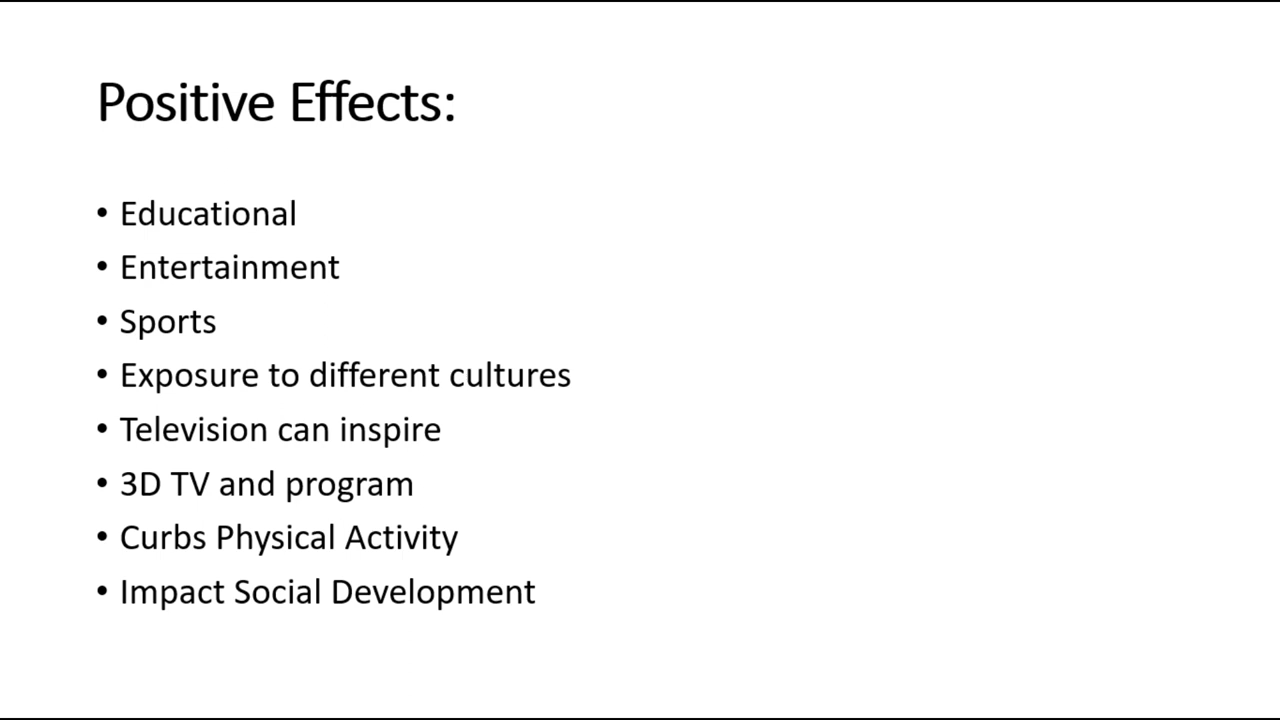 Positive Effects:
• Educational
• Entertainment
• Sports
• Exposure to different cultures
• Television can inspire
• 3D TV and program
• Curbs Physical Activity
• Impact Social Development